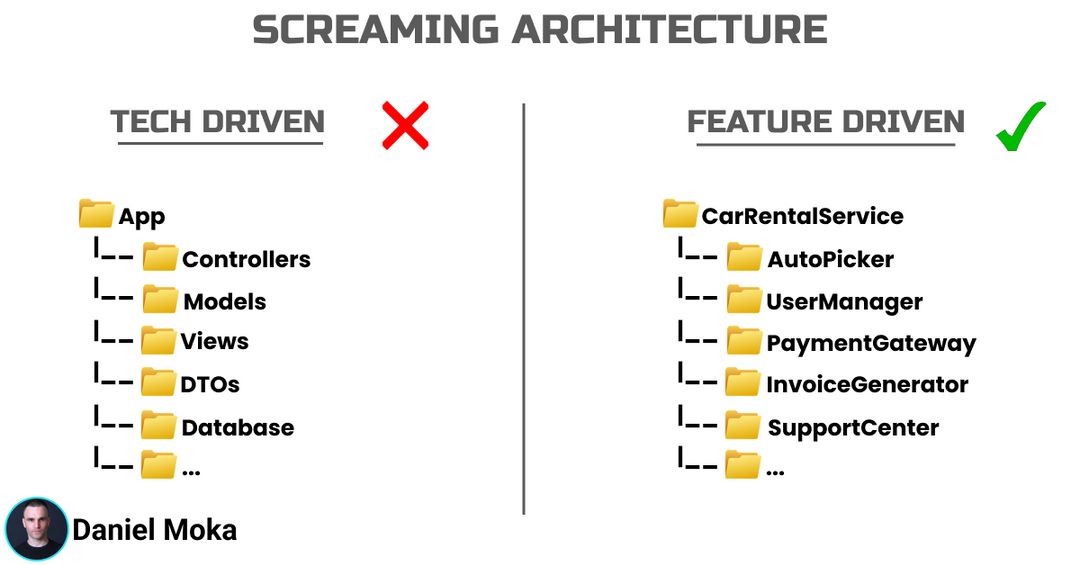 SCREAMING ARCHITECTURE
TECH DRIVEN
App
Controllers
Models
Views
DTOs
Database
...
FEATURE DRIVEN
CarRentalService
AutoPicker
UserManager
PaymentGateway
InvoiceGenerator
SupportCenter
...
Daniel Moka